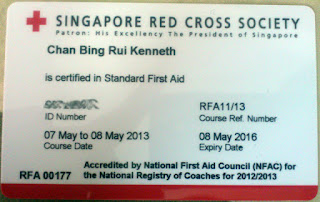 SINGAPORE RED CROSS SOCIETY
Patron: His Excellency The President of Singapore
Chan Bing Rui Kenneth
is certified in Standard First Aid
RFA11/13
ID Number
Course Ref. Number
07 May to 08 May 2013
08 May 2016
Course Date
Expiry Date
Accredited by National First Aid Council (NFAC) for
RFA 00177
the National Registry of Coaches for 2012/2013